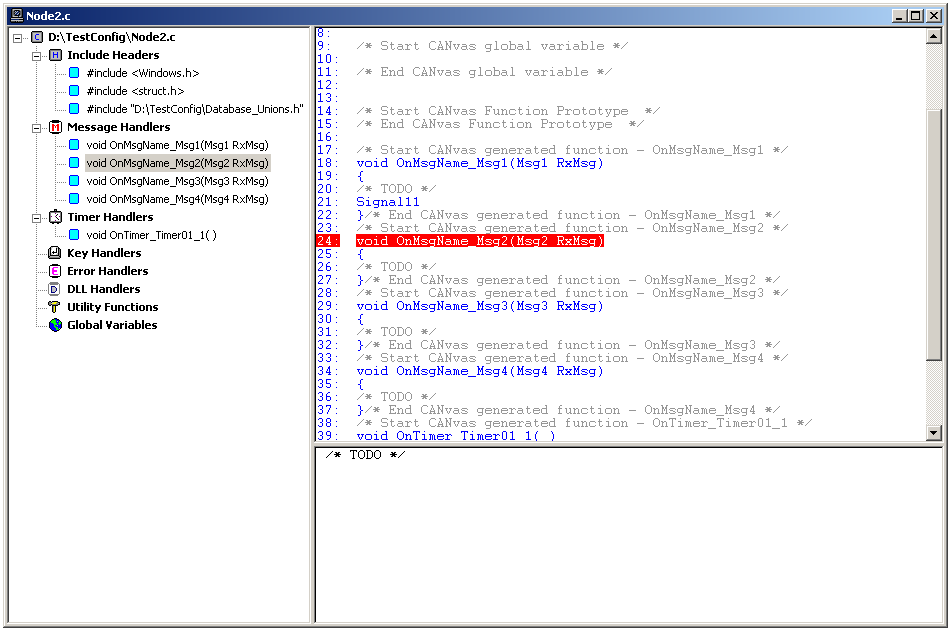 Node2.c
D:\TestConfig\Node2.c
Include Headers
#include <Windows.h>
#include <struct.h>
#include "D:\TestConfig\Database_Unions.h"
Message Handlers
void OnMsgName_Msg1(Msg1 RxMsg)
void OnMsgName_Msg2(Msg2 RxMsg)
void OnMsgName_Msg3(Msg3 RxMsg)
void OnMsgName_Msg4(Msg4 RxMsg)
Timer Handlers
void OnTimer_Timer01_1( )
Key Handlers
Error Handlers
DLL Handlers
Utility Functions
Global Variables
8:
9: /* Start CANvas global variable */
10:
11: /* End CANvas global variable */
12:
13:
14: /* Start CANvas Function Prototype  */
15: /* End CANvas Function Prototype  */
16:
17: /* Start CANvas generated function - OnMsgName_Msg1 */
18: void OnMsgName_Msg1(Msg1 RxMsg)
19: {
20: /* TODO */
21: Signal11
22: }/* End CANvas generated function - OnMsgName_Msg1 */
23: /* Start CANvas generated function - OnMsgName_Msg2 */
24: void OnMsgName_Msg2(Msg2 RxMsg)
25: {
26: /* TODO */
27: }/* End CANvas generated function - OnMsgName_Msg2 */
28: /* Start CANvas generated function - OnMsgName_Msg3 */
29: void OnMsgName_Msg3(Msg3 RxMsg)
30: {
31: /* TODO */
32: }/* End CANvas generated function - OnMsgName_Msg3 */
33: /* Start CANvas generated function - OnMsgName_Msg4 */
34: void OnMsgName_Msg4(Msg4 RxMsg)
35: {
36: /* TODO */
37: }/* End CANvas generated function - OnMsgName_Msg4 */
38: /* Start CANvas generated function - OnTimer_Timer01_1 */
39: void OnTimer_Timer01_1( )
/* TODO */